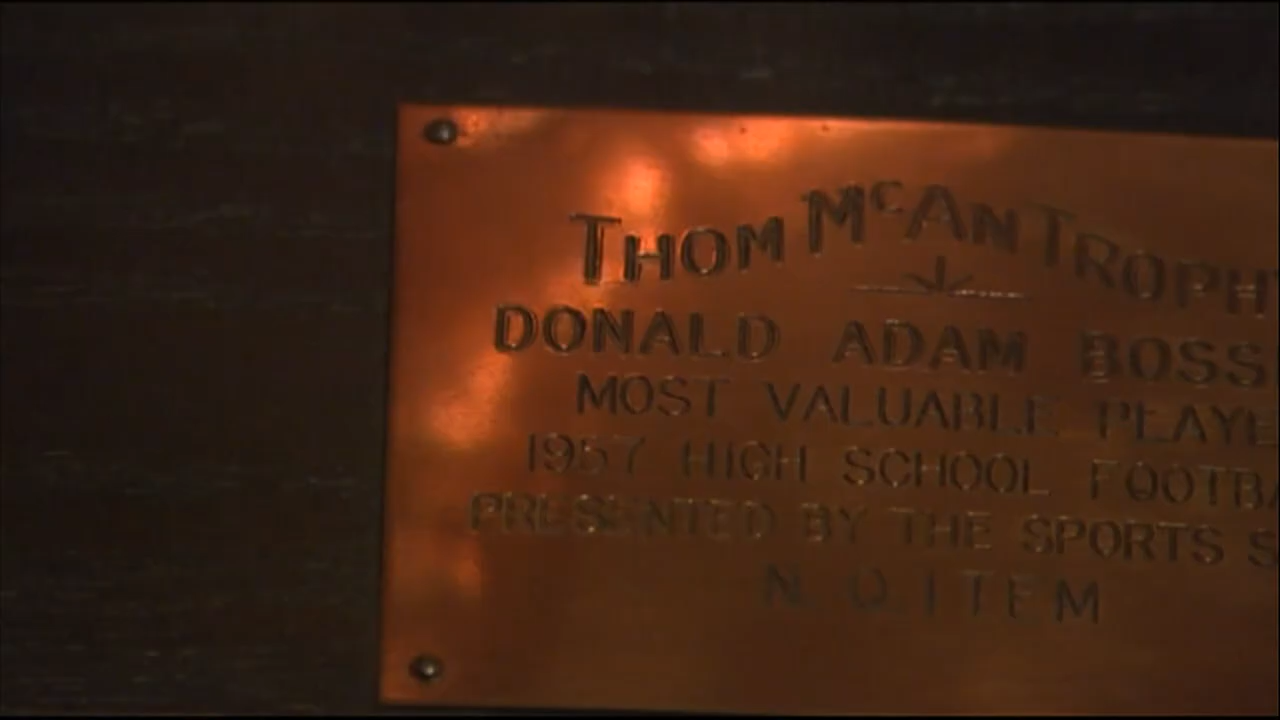 THOM McAN TROPH
DONALD ADAM BOSS
MOST VALUABLE PLAYE
1957 HIGH SCHOOL FOOTBA
PRESENTED BY THE SPORTS S
N. O. ITEM